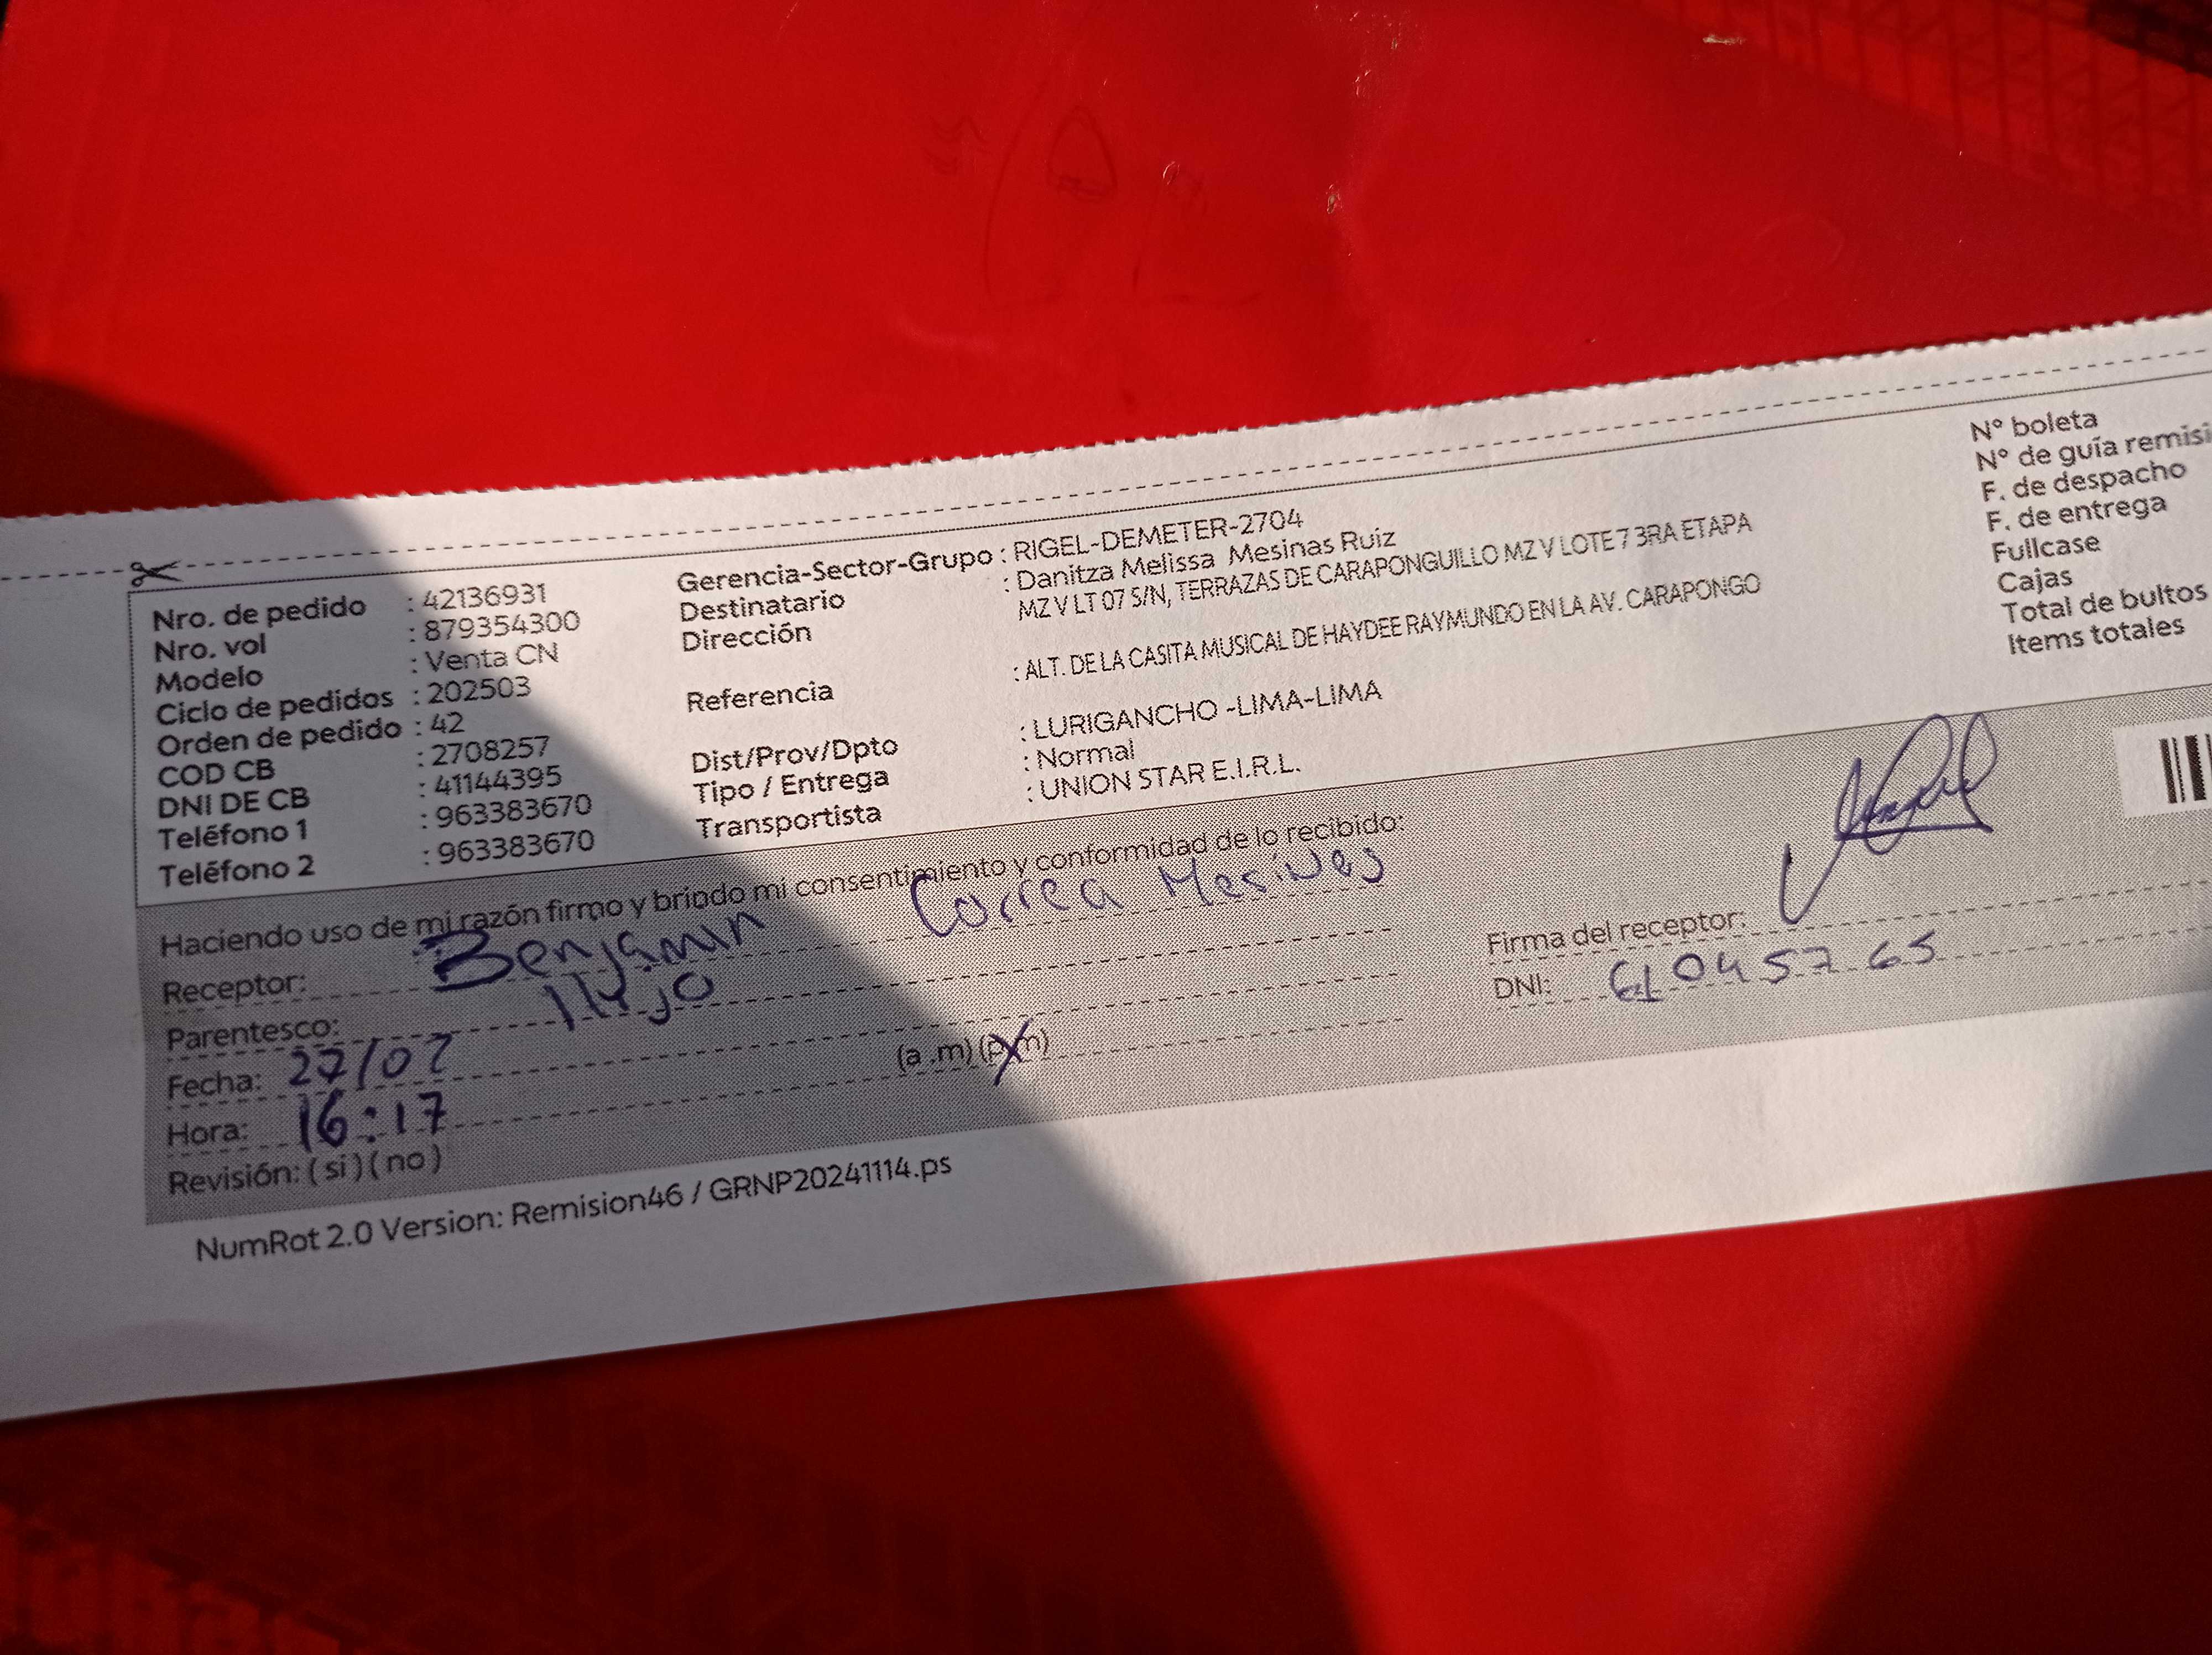 Nro. de pedido : 42136931
Nro. vol : 879354300
Modelo : Venta CN
Ciclo de pedidos : 202503
Orden de pedido : 42
COD CB : 2708257
DNI DE CB : 41144395
Teléfono 1 : 963383670
Teléfono 2 : 963383670
Gerencia-Sector-Grupo : RIGEL-DEMETER-2704
Destinatario : Danitza Melissa Mesinas Ruiz
Dirección MZ V LT 07 S/N, TERRAZAS DE CARAPONGUILLO MZ V LOTE 7 3RA ETAPA
Referencia : ALT. DE LA CASITA MUSICAL DE HAYDEE RAYMUNDO EN LA AV. CARAPONGO
Dist/Prov/Dpto : LURIGANCHO -LIMA-LIMA
Tipo / Entrega : Normal
Transportista : UNION STAR E.I.R.L.
N° boleta
N° de guía remisi
F. de despacho
F. de entrega
Fullcase
Cajas
Total de bultos
Items totales
Haciendo uso de mi razón firmo y brindo mi consentimiento y conformidad de lo recibido:
Receptor: Benjamin Correa Mesinas
Parentesco: Hijo
Fecha: 27/02
Hora: 16:17 (a .m) (p.m)
Revisión: ( si ) ( no )
Firma del receptor:
DNI: 61045765
NumRot 2.0 Version: Remision46 / GRNP20241114.ps